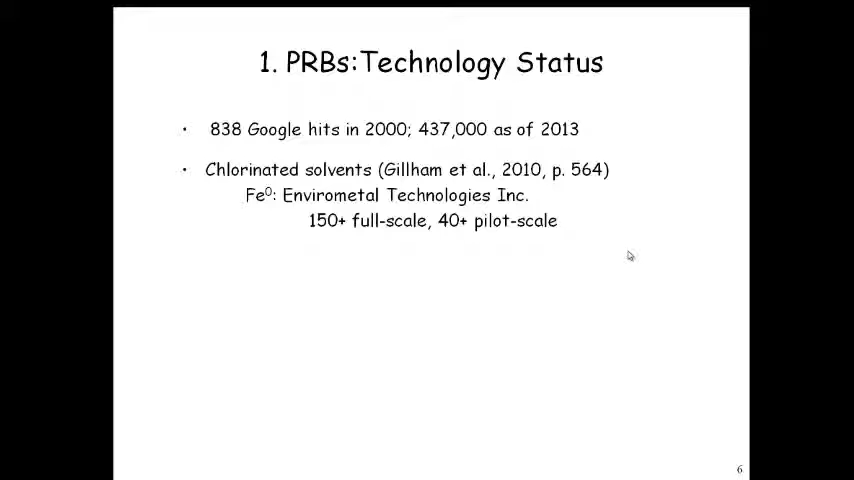 1. PRBs:Technology Status
• 838 Google hits in 2000; 437,000 as of 2013
• Chlorinated solvents (Gillham et al., 2010, p. 564)
Fe⁰: Envirometal Technologies Inc.
150+ full-scale, 40+ pilot-scale
6